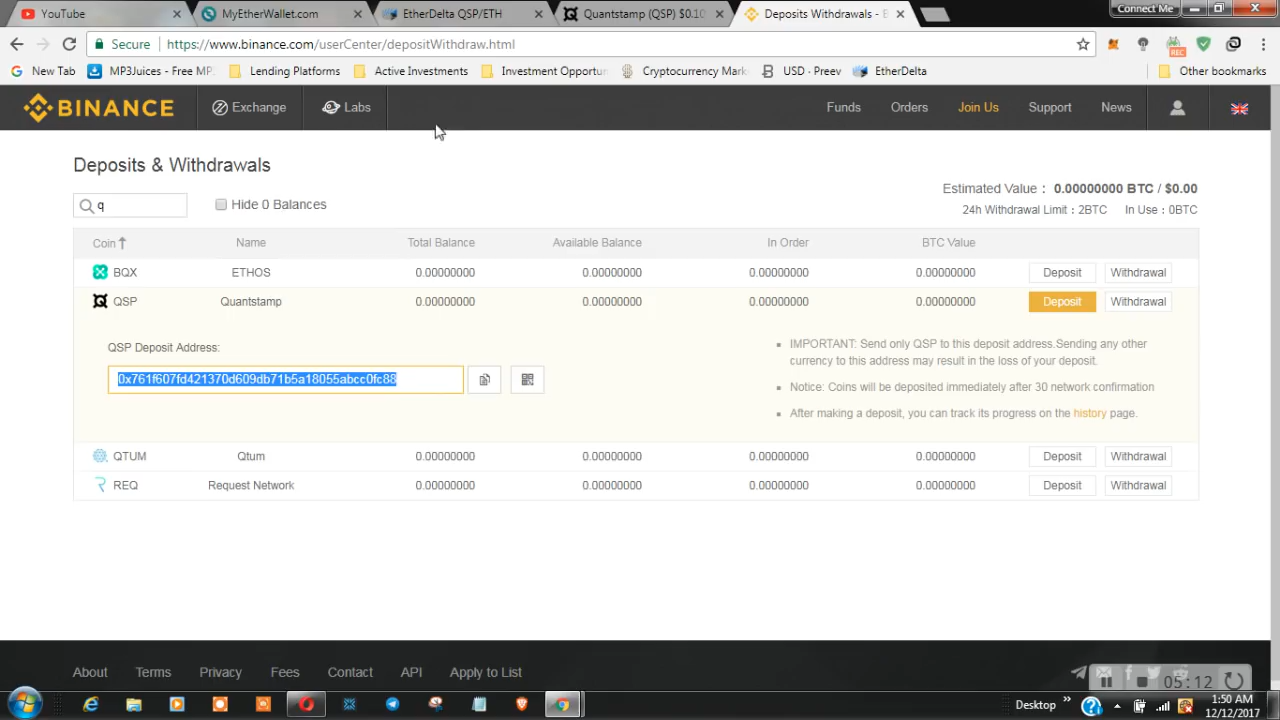 YouTube
MyEtherWallet.com
EtherDelta QSP/ETH
Quantstamp (QSP) $0.10
Deposits Withdrawals - B
Connect Me
Secure
https://www.binance.com/userCenter/depositWithdraw.html
REC
New Tab
MP3Juices - Free MP
Lending Platforms
Active Investments
Investment Opportun
Cryptocurrency Mark
USD · Preev
EtherDelta
Other bookmarks
BINANCE
Exchange
Labs
Funds
Orders
Join Us
Support
News
Deposits & Withdrawals
q
Hide 0 Balances
Estimated Value : 0.00000000 BTC / $0.00
24h Withdrawal Limit : 2BTC In Use : 0BTC
Coin Name Total Balance Available Balance In Order BTC Value
BQX ETHOS 0.00000000 0.00000000 0.00000000 0.00000000 Deposit Withdrawal
QSP Quantstamp 0.00000000 0.00000000 0.00000000 0.00000000 Deposit Withdrawal
QSP Deposit Address:
0x761f607fd421370d609db71b5a18055abcc0fc88
IMPORTANT: Send only QSP to this deposit address.Sending any other
currency to this address may result in the loss of your deposit.
Notice: Coins will be deposited immediately after 30 network confirmation
After making a deposit, you can track its progress on the history page.
QTUM Qtum 0.00000000 0.00000000 0.00000000 0.00000000 Deposit Withdrawal
REQ Request Network 0.00000000 0.00000000 0.00000000 0.00000000 Deposit Withdrawal
About Terms Privacy Fees Contact API Apply to List
05:12
Desktop
1:50 AM
12/12/2017